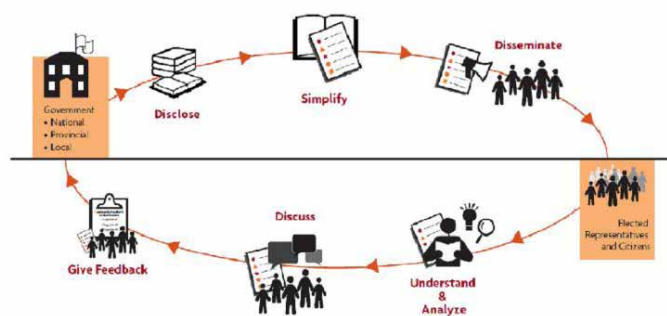 Disseminate
Simplify
Disclose
Government
• National
• Provincial
• Local
Elected
Representatives
and Citizens
Discuss
Give Feedback
Understand
&
Analyze